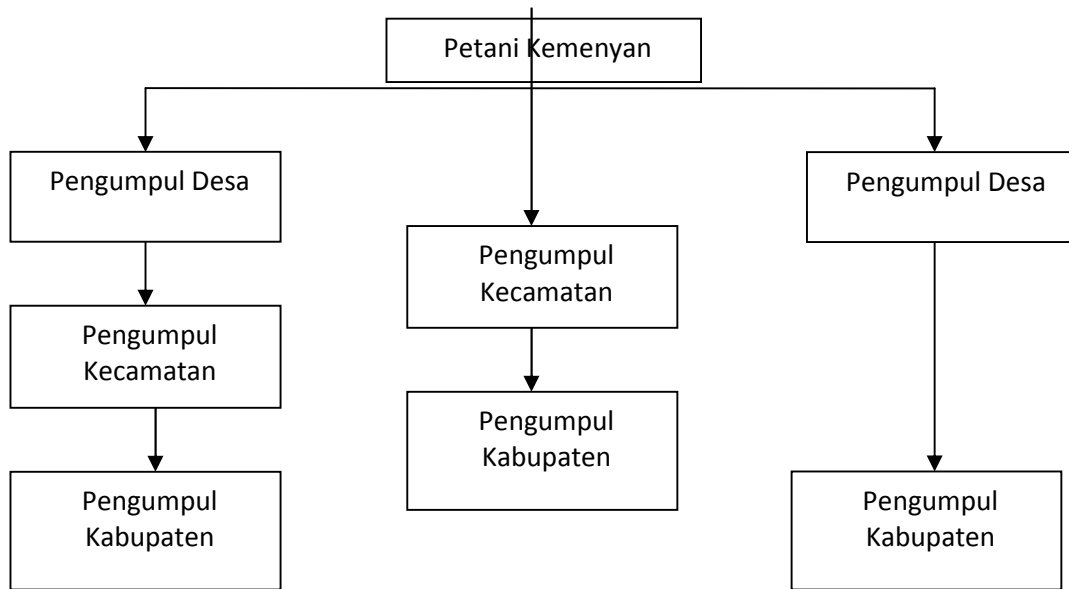 Petani Kemenyan
Pengumpul Desa
Pengumpul Desa
Pengumpul
Kecamatan
Pengumpul
Kecamatan
Pengumpul
Kabupaten
Pengumpul
Kabupaten
Pengumpul
Kabupaten